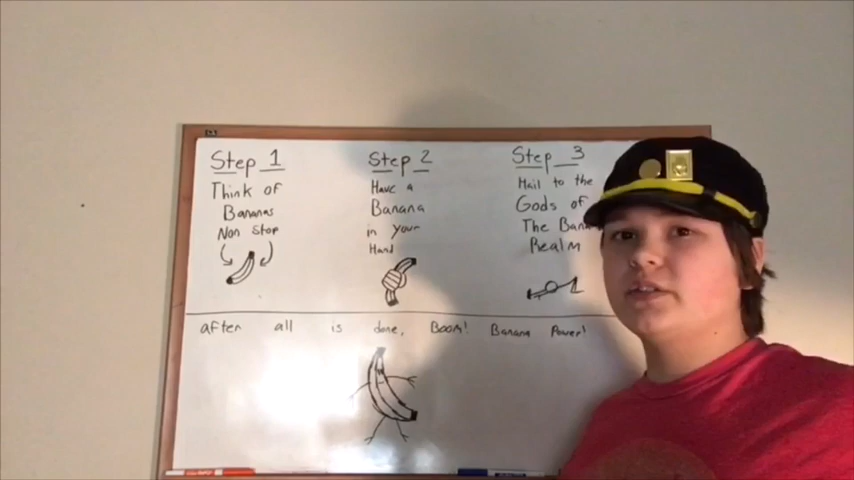 Step 1
Think of
Bananas
Non Stop
Step 2
Have a
Banana
in your
Hand
Step 3
Hail to the
Gods of
The
Realm
after all is done, Boom! Banana Power!